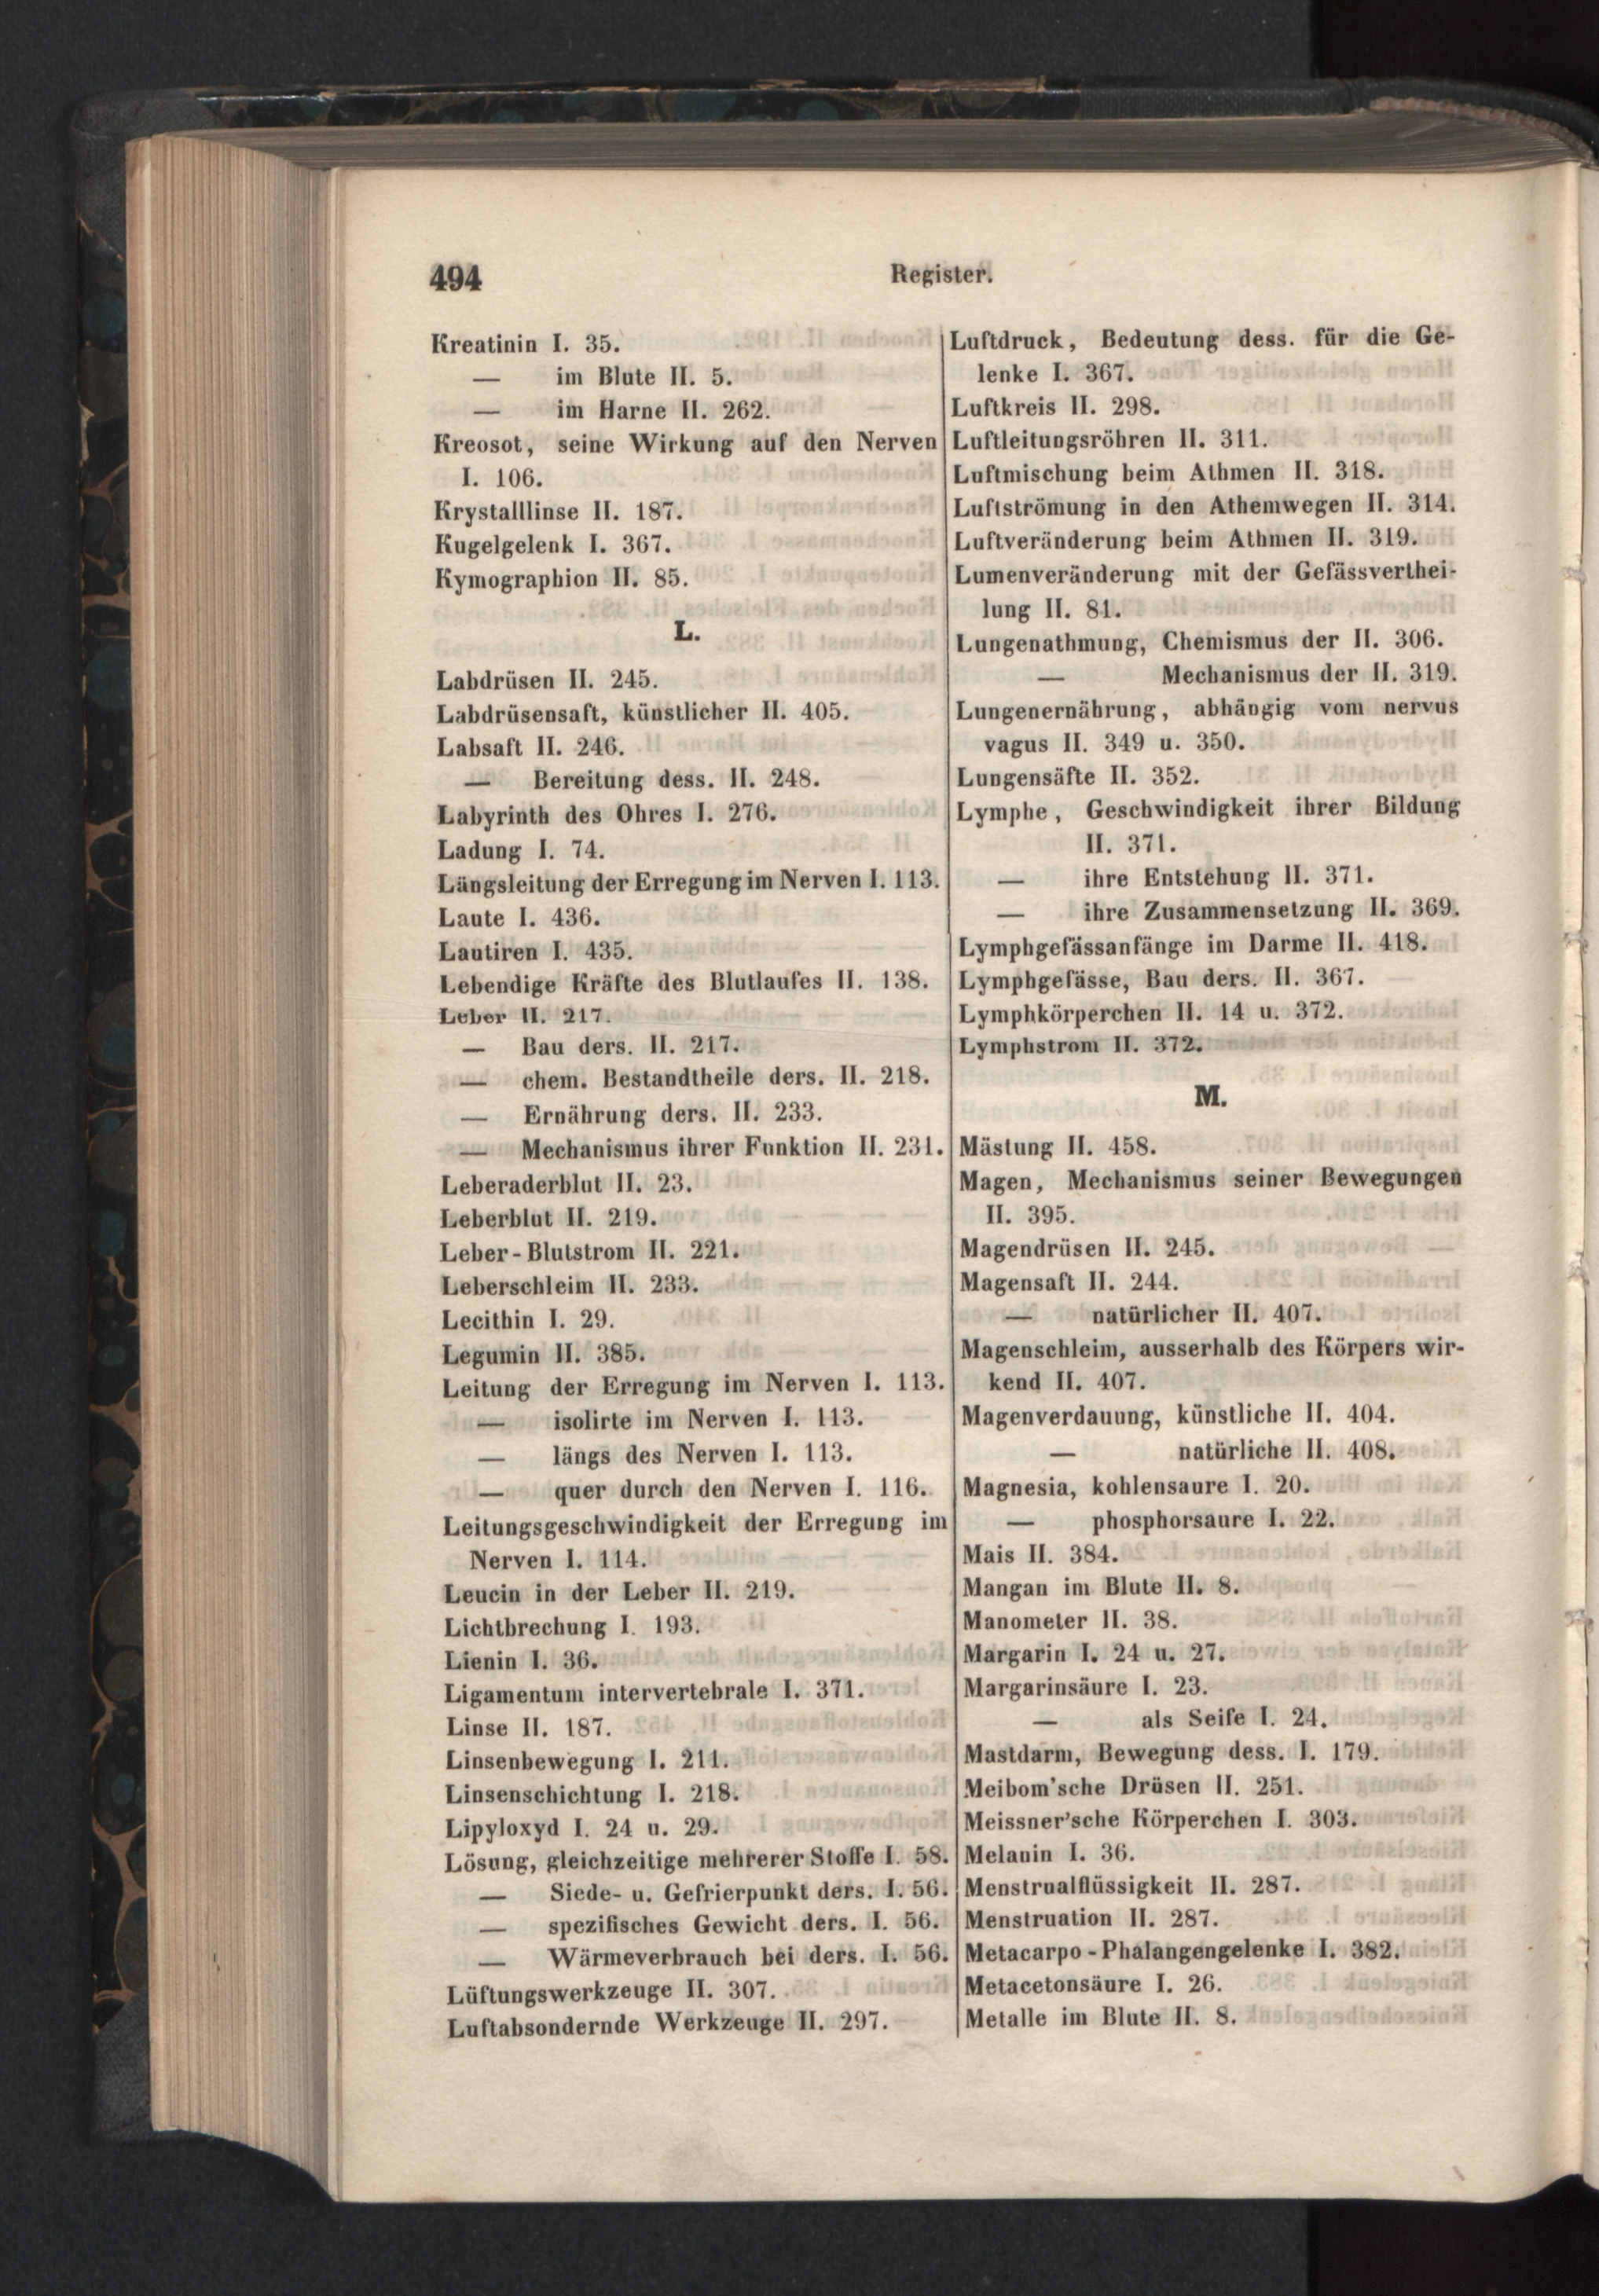 494
Register.
Kreatinin I. 35.
— im Blute II. 5.
— im Harne II. 262.
Kreosot, seine Wirkung auf den Nerven
I. 106.
Krystalllinse II. 187.
Kugelgelenk I. 367.
Kymographion II. 85.
L.
Labdrüsen II. 245.
Labdrüsensaft, künstlicher II. 405.
Labsaft II. 246.
— Bereitung dess. II. 248.
Labyrinth des Ohres I. 276.
Ladung I. 74.
Längsleitung der Erregung im Nerven I. 113.
Laute I. 436.
Lautiren I. 435.
Lebendige Kräfte des Blutlaufes II. 138.
Leber II. 217.
— Bau ders. II. 217.
— chem. Bestandtheile ders. II. 218.
— Ernährung ders. II. 233.
— Mechanismus ihrer Funktion II. 231.
Leberaderblut II. 23.
Leberblut II. 219.
Leber-Blutstrom II. 221.
Leberschleim II. 233.
Lecithin I. 29.
Legumin II. 385.
Leitung der Erregung im Nerven I. 113.
— isolirte im Nerven I. 113.
— längs des Nerven I. 113.
— quer durch den Nerven I. 116.
Leitungsgeschwindigkeit der Erregung im
Nerven I. 114.
Leucin in der Leber II. 219.
Lichtbrechung I. 193.
Lienin I. 36.
Ligamentum intervertebrale I. 371.
Linse II. 187.
Linsenbewegung I. 211.
Linsenschichtung I. 218.
Lipyloxyd I. 24 u. 29.
Lösung, gleichzeitige mehrerer Stoffe I. 58.
— Siede- u. Gefrierpunkt ders. I. 56.
— spezifisches Gewicht ders. I. 56.
— Wärmeverbrauch bei ders. I. 56.
Lüftungswerkzeuge II. 307.
Luftabsondernde Werkzeuge II. 297.
Luftdruck, Bedeutung dess. für die Ge-
lenke I. 367.
Luftkreis II. 298.
Luftleitungsröhren II. 311.
Luftmischung beim Athmen II. 318.
Luftströmung in den Athemwegen II. 314.
Luftveränderung beim Athmen II. 319.
Lumenveränderung mit der Gefässverthei-
lung II. 81.
Lungenathmung, Chemismus der II. 306.
— Mechanismus der II. 319.
Lungenernährung, abhängig vom nervus
vagus II. 349 u. 350.
Lungensäfte II. 352.
Lymphe, Geschwindigkeit ihrer Bildung
II. 371.
— ihre Entstehung II. 371.
— ihre Zusammensetzung II. 369.
Lymphgefässanfänge im Darme II. 418.
Lymphgefässe, Bau ders. II. 367.
Lymphkörperchen II. 14 u. 372.
Lymphstrom II. 372.
M.
Mästung II. 458.
Magen, Mechanismus seiner Bewegungen
II. 395.
Magendrüsen II. 245.
Magensaft II. 244.
— natürlicher II. 407.
Magenschleim, ausserhalb des Körpers wir-
kend II. 407.
Magenverdauung, künstliche II. 404.
— natürliche II. 408.
Magnesia, kohlensaure I. 20.
— phosphorsaure I. 22.
Mais II. 384.
Mangan im Blute II. 8.
Manometer II. 38.
Margarin I. 24 u. 27.
Margarinsäure I. 23.
— als Seife I. 24.
Mastdarm, Bewegung dess. I. 179.
Meibom'sche Drüsen II. 251.
Meissner'sche Körperchen I. 303.
Melanin I. 36.
Menstrualflüssigkeit II. 287.
Menstruation II. 287.
Metacarpo-Phalangengelenke I. 382.
Metacetonsäure I. 26.
Metalle im Blute II. 8.